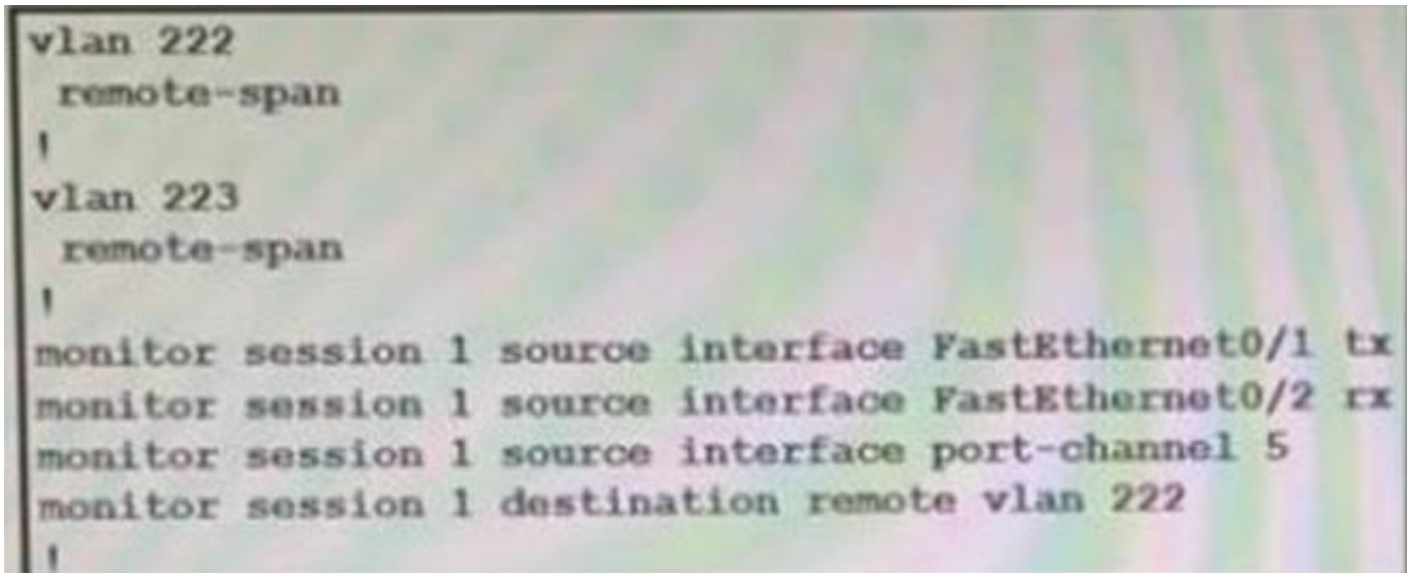 vlan 222
remote-span
!
vlan 223
remote-span
!
monitor session 1 source interface FastEthernet0/1 tx
monitor session 1 source interface FastEthernet0/2 rx
monitor session 1 source interface port-channel 5
monitor session 1 destination remote vlan 222
!